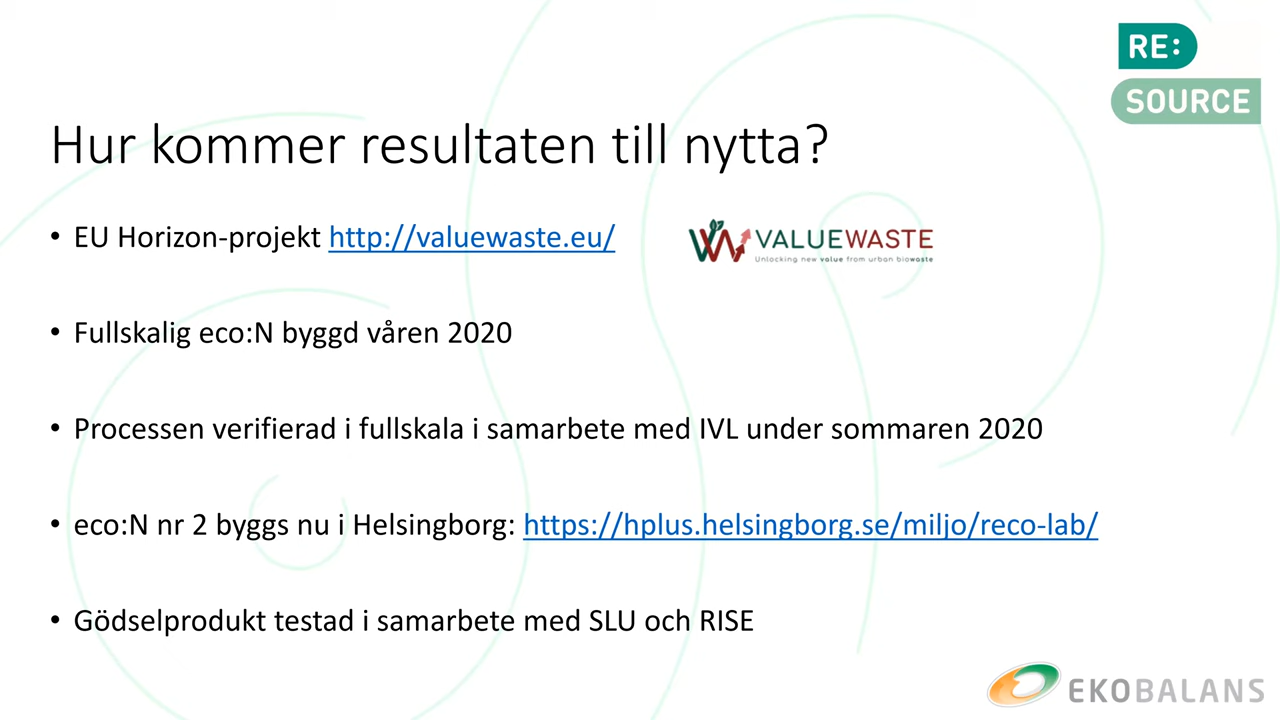 RE:
SOURCE
Hur kommer resultaten till nytta?
• EU Horizon-projekt http://valuewaste.eu/
VALUEWASTE
Unlocking new value from urban biowaste
• Fullskalig eco:N byggd våren 2020
• Processen verifierad i fullskala i samarbete med IVL under sommaren 2020
• eco:N nr 2 byggs nu i Helsingborg: https://hplus.helsingborg.se/miljo/reco-lab/
• Gödselprodukt testad i samarbete med SLU och RISE
EKOBALANS